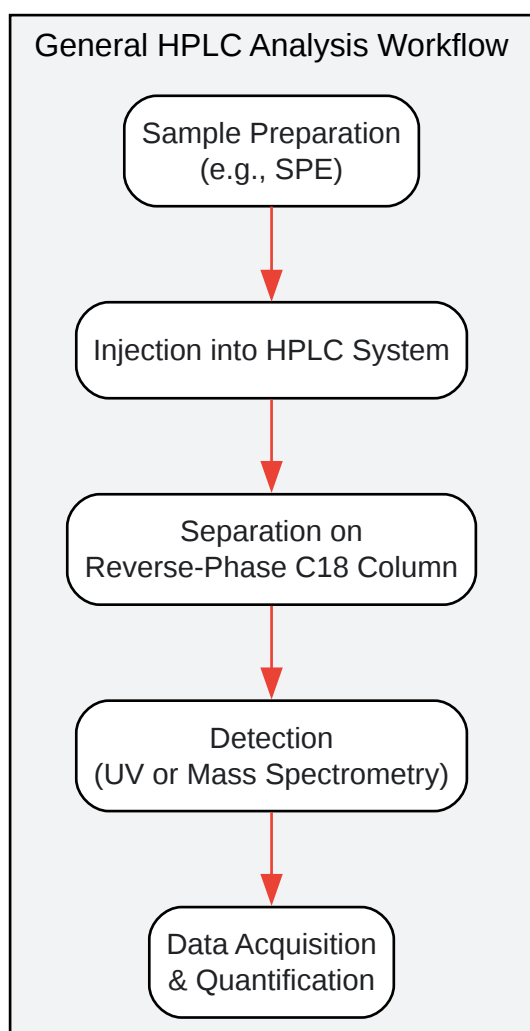 General HPLC Analysis Workflow
Sample Preparation
(e.g., SPE)
Injection into HPLC System
Separation on
Reverse-Phase C18 Column
Detection
(UV or Mass Spectrometry)
Data Acquisition
& Quantification